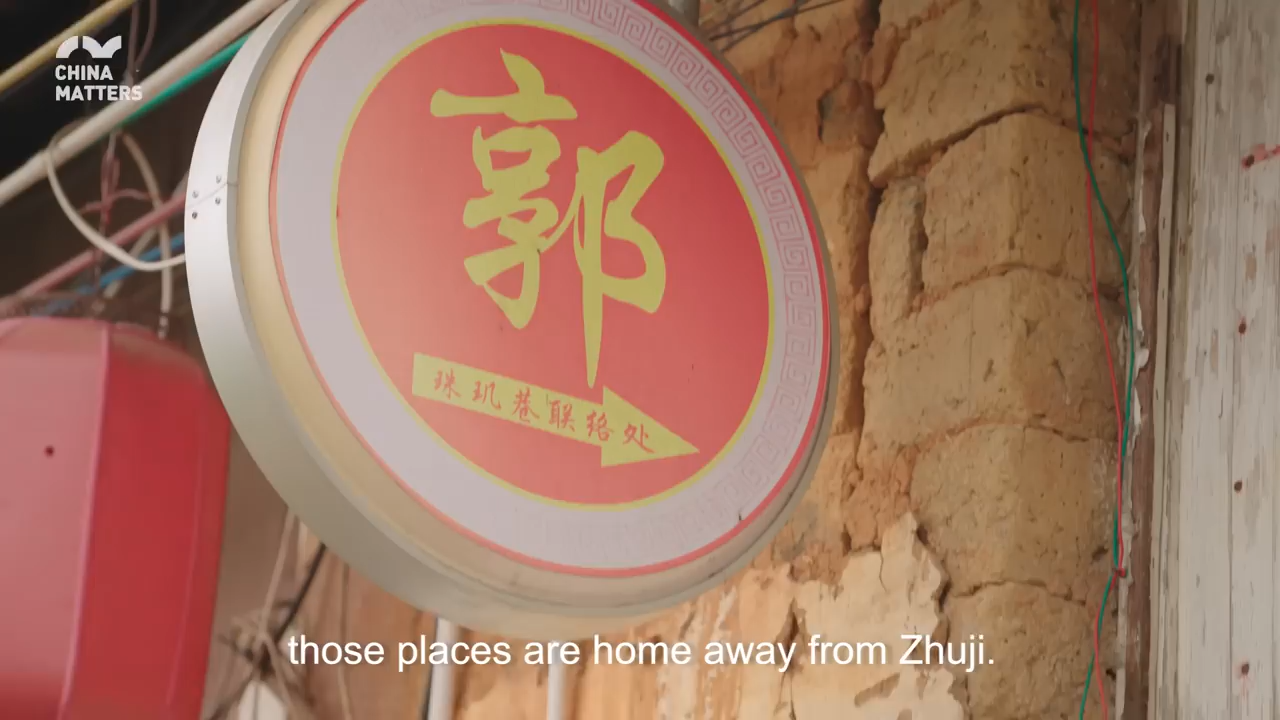 CHINA
MATTERS
郭
珠玑巷联络处
those places are home away from Zhuji.